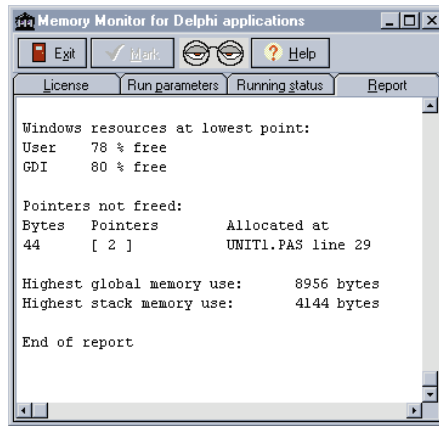 Memory Monitor for Delphi applications
Exit Mark ? Help
License Run parameters Running status Report
Windows resources at lowest point:
User 78 % free
GDI 80 % free
Pointers not freed:
Bytes Pointers Allocated at
44 [ 2 ] UNIT1.PAS line 29
Highest global memory use: 8956 bytes
Highest stack memory use: 4144 bytes
End of report